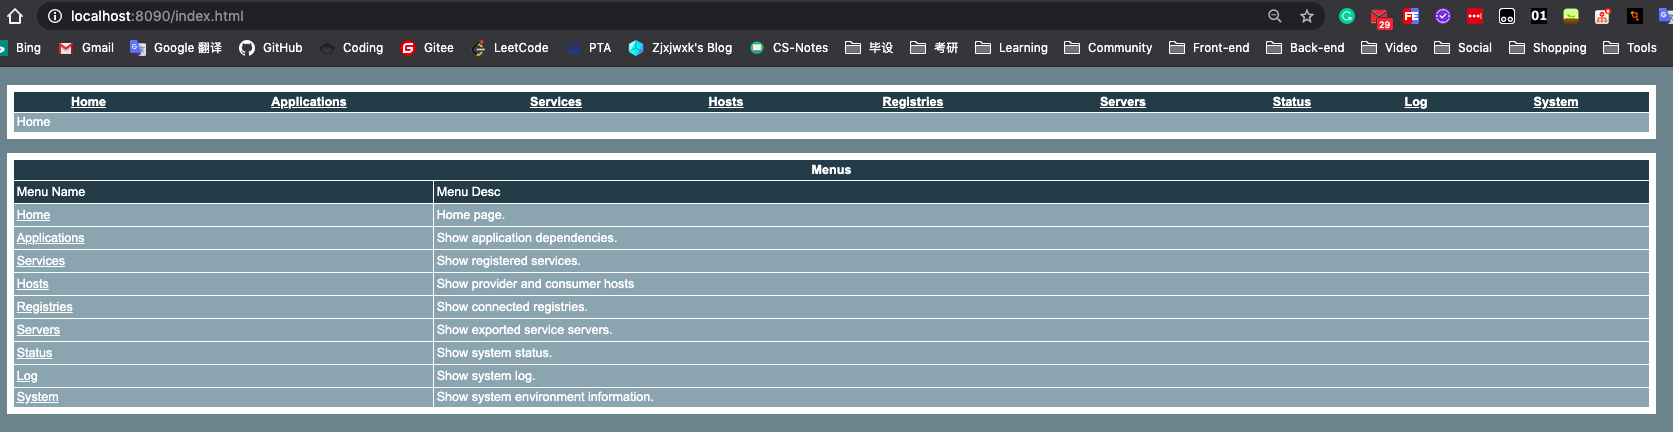 localhost:8090/index.html
29 FE 01
Bing Gmail Google 翻译 GitHub Coding Gitee LeetCode PTA Zjxjwxk's Blog CS-Notes 毕设 考研 Learning Community Front-end Back-end Video Social Shopping Tools
Home Applications Services Hosts Registries Servers Status Log System
Home
Menus
Menu Name Menu Desc
Home Home page.
Applications Show application dependencies.
Services Show registered services.
Hosts Show provider and consumer hosts
Registries Show connected registries.
Servers Show exported service servers.
Status Show system status.
Log Show system log.
System Show system environment information.